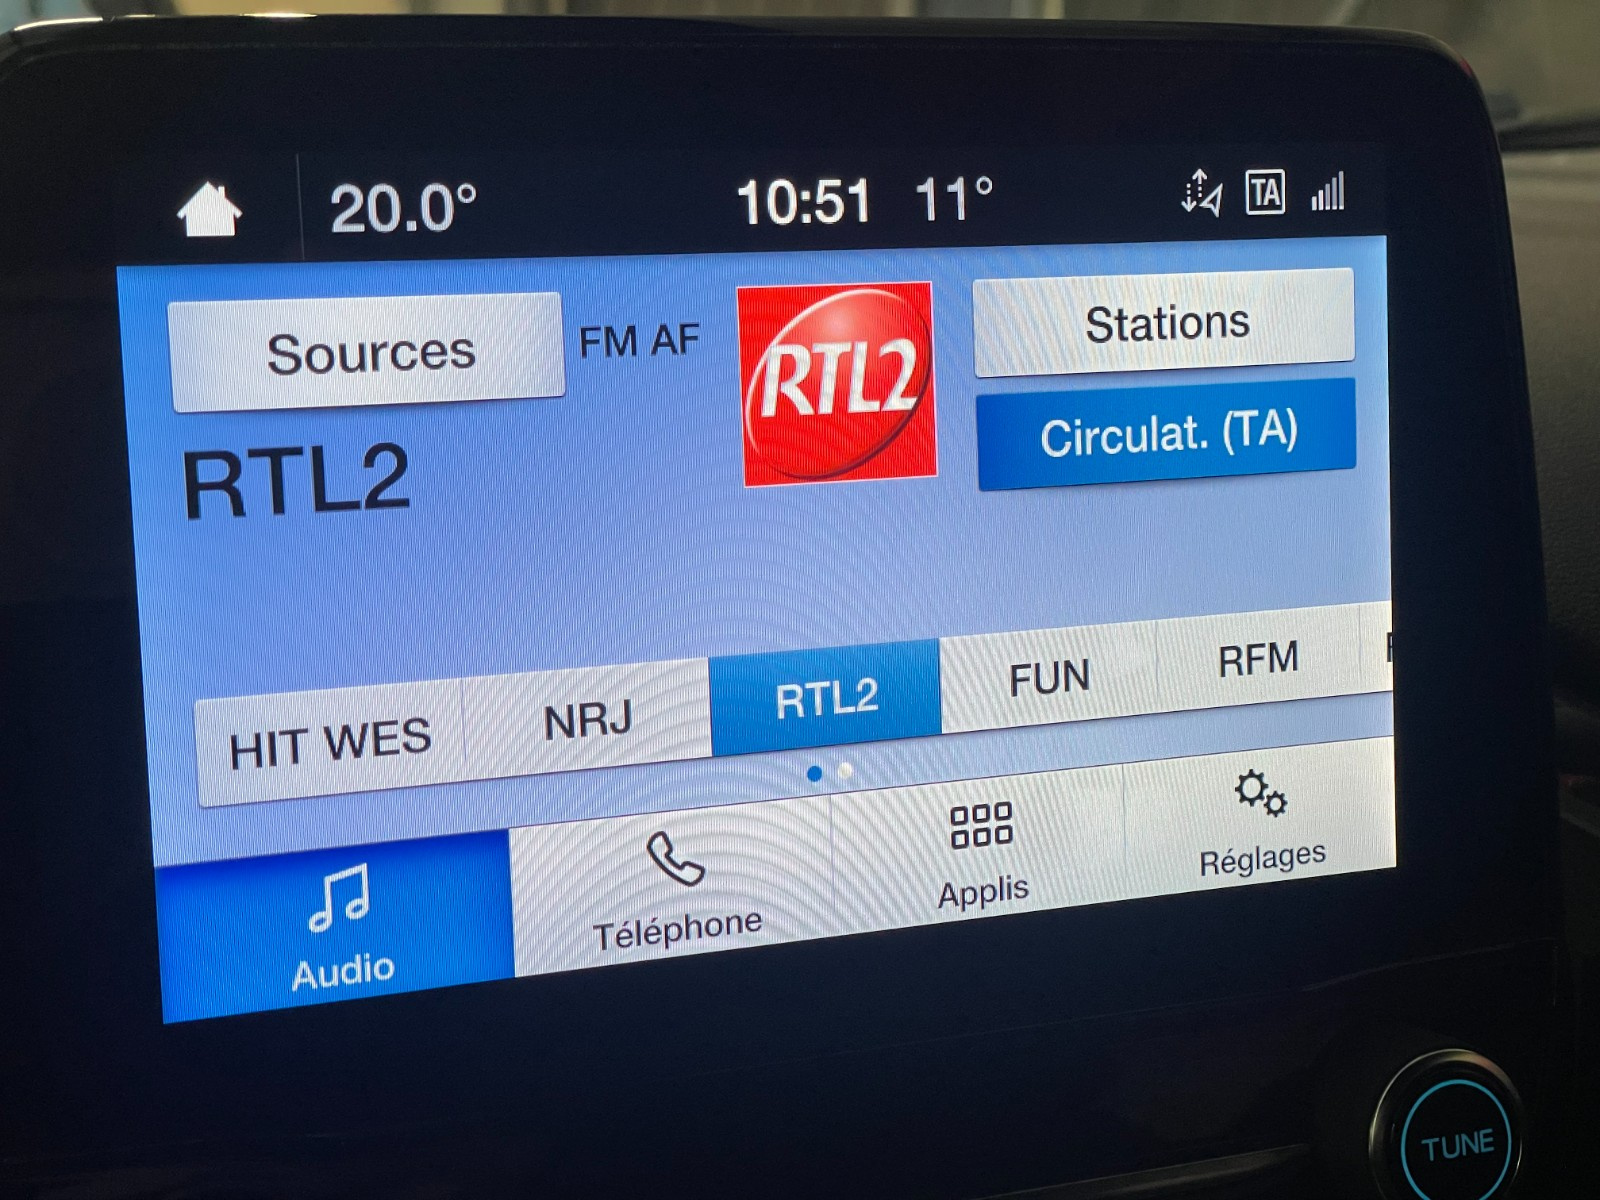 20.0° 10:51 11° TA
Sources FM AF RTL2 Stations
Circulat. (TA)
RTL2
HIT WES NRJ RTL2 FUN RFM
Audio Téléphone Applis Réglages
TUNE